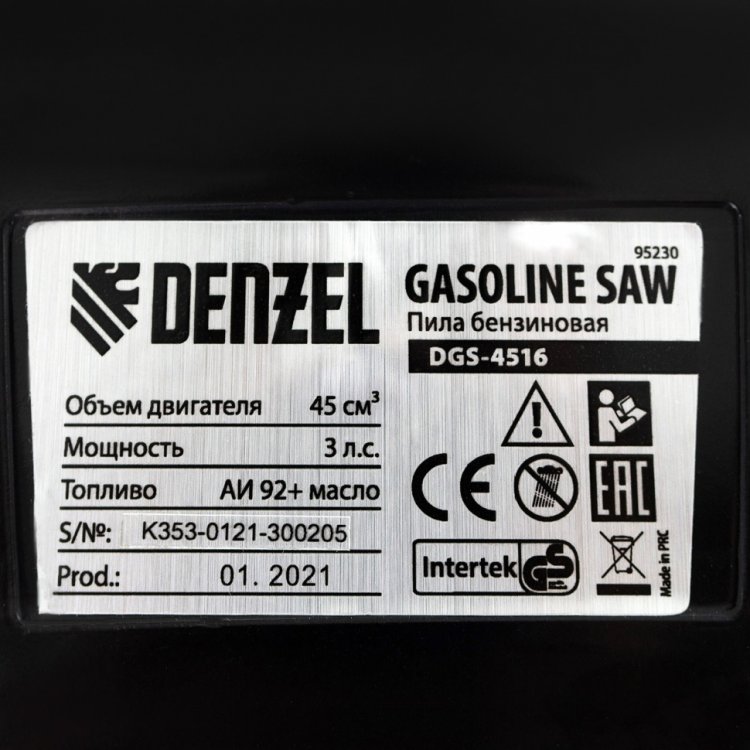 DENZEL
Объем двигателя 45 см³
Мощность 3 л.с.
Топливо АИ 92+ масло
S/№: K353-0121-300205
Prod.: 01. 2021
95230
GASOLINE SAW
Пила бензиновая
DGS-4516
CE
EAC
Intertek GS
Made in PRC